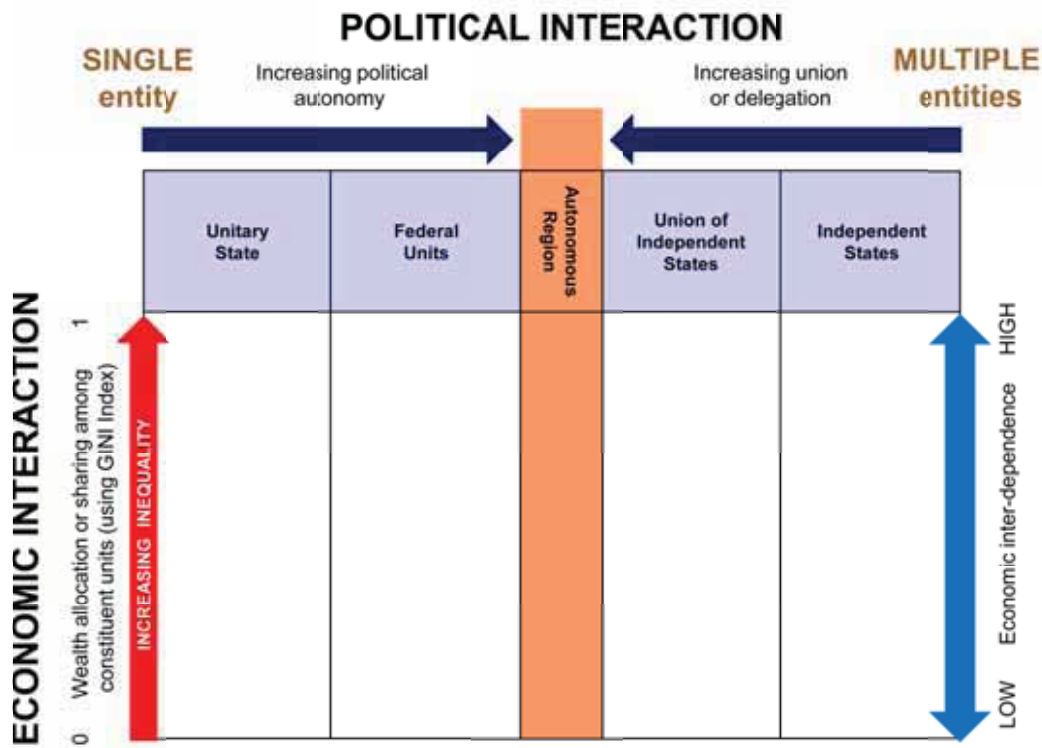 POLITICAL INTERACTION
SINGLE
entity
Increasing political
autonomy
Increasing union
or delegation
MULTIPLE
entities
Unitary
State
Federal
Units
Autonomous
Region
Union of
Independent
States
Independent
States
ECONOMIC INTERACTION
0 Wealth allocation or sharing among 1
constituent units (using GINI Index)
INCREASING INEQUALITY
LOW Economic inter-dependence HIGH